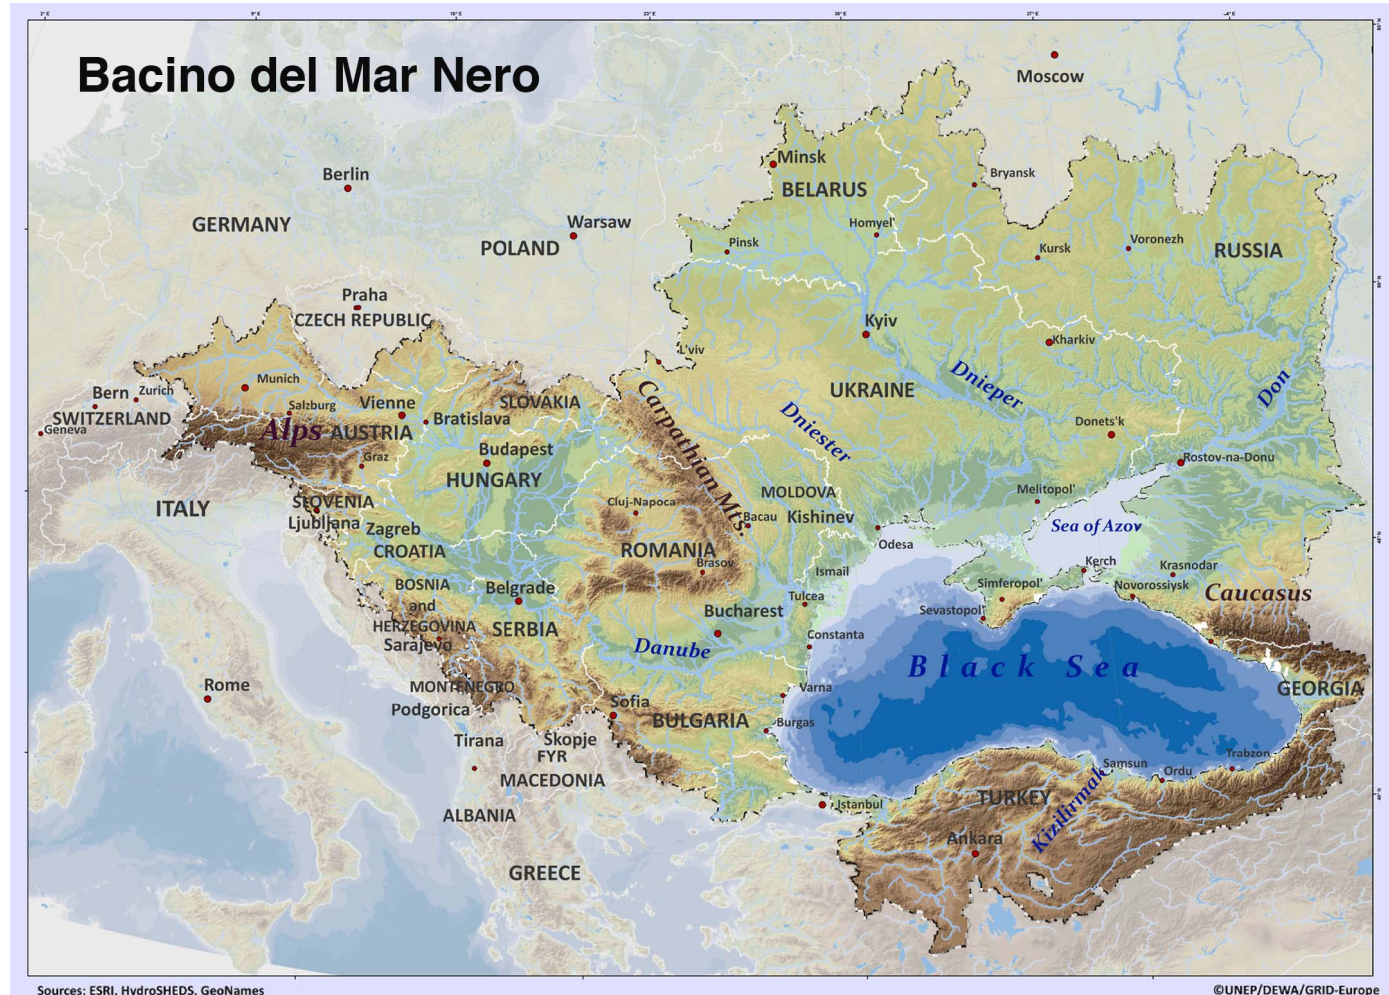 Bacino del Mar Nero
Moscow
Minsk
BELARUS
Bryansk
Berlin
GERMANY
Warsaw
POLAND
Homyel'
Pinsk
Kursk
Voronezh
RUSSIA
Praha
CZECH REPUBLIC
Kyiv
Kharkiv
L'viv
UKRAINE
Dnieper
Don
Dniester
Donets'k
Rostov-na-Donu
Bern
Zurich
SWITZERLAND
Geneva
Munich
Salzburg
Vienne
Bratislava
SLOVAKIA
Alps
AUSTRIA
Graz
Budapest
HUNGARY
Carpathian Mts
ITALY
SLOVENIA
Ljubljana
Zagreb
CROATIA
Cluj-Napoca
MOLDOVA
Kishinev
Bacau
ROMANIA
Brasov
Melitopol'
Sea of Azov
Odesa
Ismail
Kerch
Krasnodar
Simferopol'
Novorossiysk
Caucasus
Sevastopol'
BOSNIA
and
HERZEGOVINA
Sarajevo
Belgrade
SERBIA
Tulcea
Bucharest
Constanta
Danube
Black Sea
MONTENEGRO
Podgorica
Rome
Sofia
BULGARIA
Varna
Burgas
GEORGIA
Tirana
Skopje
FYR
MACEDONIA
ALBANIA
GREECE
Istanbul
TURKEY
Ankara
Kizilirmak
Samsun
Ordu
Trabzon
Sources: ESRI, HydroSHEDS, GeoNames
©UNEP/DEWA/GRID-Europe